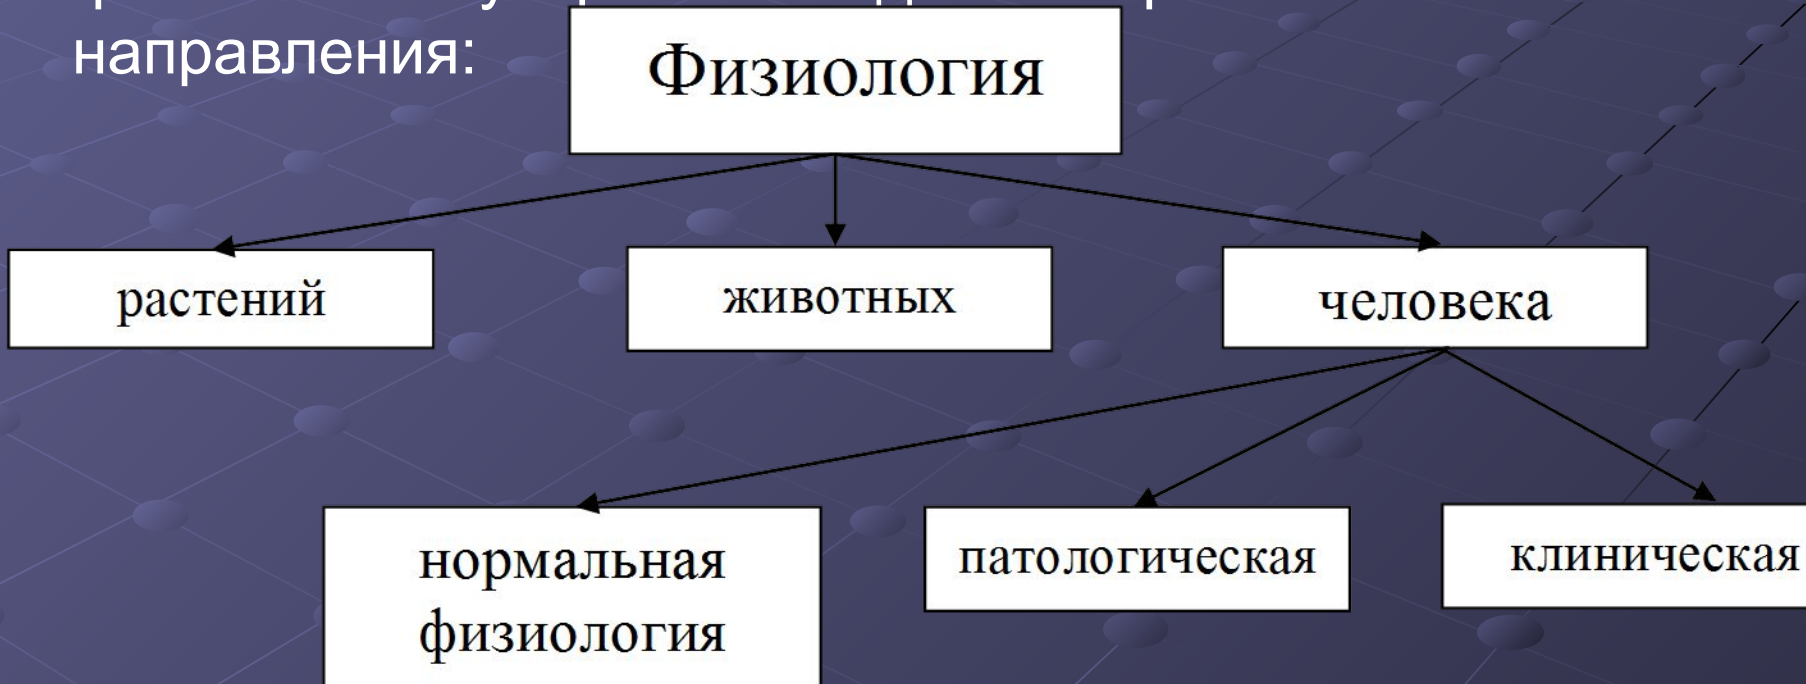 направления:
Физиология
растений
животных
человека
нормальная
физиология
патологическая
клиническая